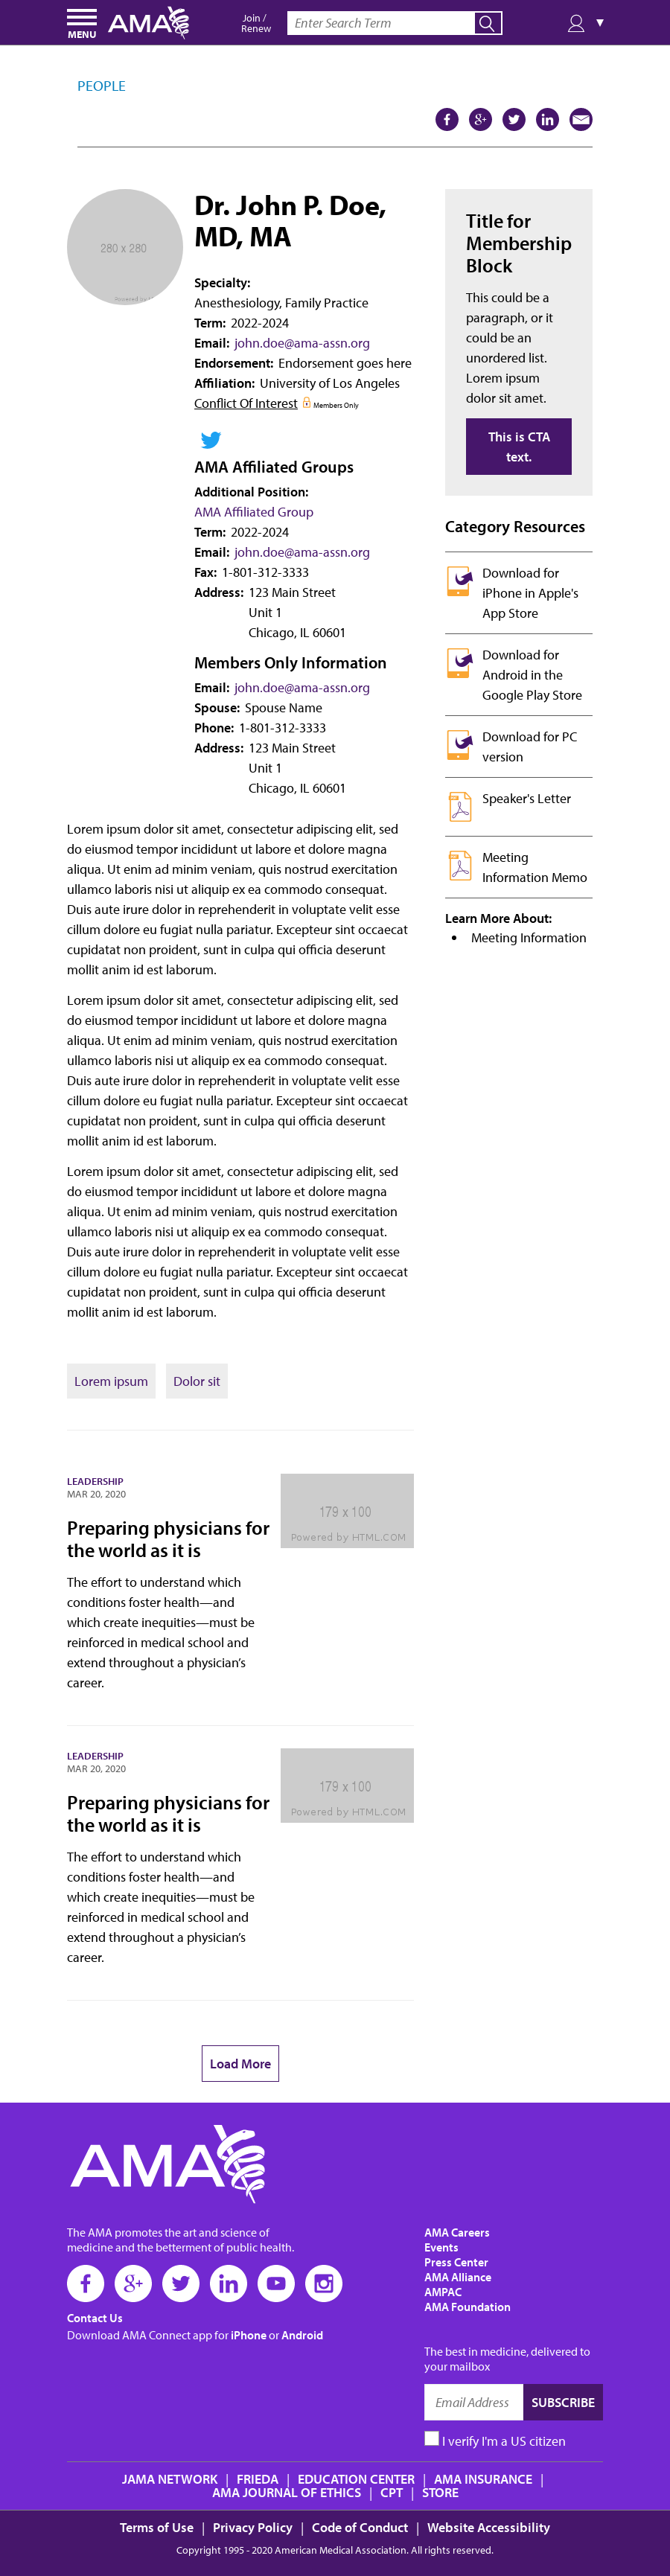 MENU
AMA
Join /
Renew
Enter Search Term
▼
PEOPLE
280 x 280
Dr. John P. Doe,
MD, MA
Specialty:
Anesthesiology, Family Practice
Term: 2022-2024
Email: john.doe@ama-assn.org
Endorsement: Endorsement goes here
Affiliation: University of Los Angeles
Conflict Of Interest Members Only
AMA Affiliated Groups
Additional Position:
AMA Affiliated Group
Term: 2022-2024
Email: john.doe@ama-assn.org
Fax: 1-801-312-3333
Address: 123 Main Street
Unit 1
Chicago, IL 60601
Members Only Information
Email: john.doe@ama-assn.org
Spouse: Spouse Name
Phone: 1-801-312-3333
Address: 123 Main Street
Unit 1
Chicago, IL 60601
Lorem ipsum dolor sit amet, consectetur adipiscing elit, sed
do eiusmod tempor incididunt ut labore et dolore magna
aliqua. Ut enim ad minim veniam, quis nostrud exercitation
ullamco laboris nisi ut aliquip ex ea commodo consequat.
Duis aute irure dolor in reprehenderit in voluptate velit esse
cillum dolore eu fugiat nulla pariatur. Excepteur sint occaecat
cupidatat non proident, sunt in culpa qui officia deserunt
mollit anim id est laborum.
Lorem ipsum dolor sit amet, consectetur adipiscing elit, sed
do eiusmod tempor incididunt ut labore et dolore magna
aliqua. Ut enim ad minim veniam, quis nostrud exercitation
ullamco laboris nisi ut aliquip ex ea commodo consequat.
Duis aute irure dolor in reprehenderit in voluptate velit esse
cillum dolore eu fugiat nulla pariatur. Excepteur sint occaecat
cupidatat non proident, sunt in culpa qui officia deserunt
mollit anim id est laborum.
Lorem ipsum dolor sit amet, consectetur adipiscing elit, sed
do eiusmod tempor incididunt ut labore et dolore magna
aliqua. Ut enim ad minim veniam, quis nostrud exercitation
ullamco laboris nisi ut aliquip ex ea commodo consequat.
Duis aute irure dolor in reprehenderit in voluptate velit esse
cillum dolore eu fugiat nulla pariatur. Excepteur sint occaecat
cupidatat non proident, sunt in culpa qui officia deserunt
mollit anim id est laborum.
Lorem ipsum Dolor sit
LEADERSHIP
MAR 20, 2020
Preparing physicians for
the world as it is
The effort to understand which
conditions foster health—and
which create inequities—must be
reinforced in medical school and
extend throughout a physician’s
career.
179 x 100
Powered by HTML.COM
LEADERSHIP
MAR 20, 2020
Preparing physicians for
the world as it is
The effort to understand which
conditions foster health—and
which create inequities—must be
reinforced in medical school and
extend throughout a physician’s
career.
179 x 100
Powered by HTML.COM
Load More
Title for
Membership
Block
This could be a
paragraph, or it
could be an
unordered list.
Lorem ipsum
dolor sit amet.
This is CTA
text.
Category Resources
Download for
iPhone in Apple's
App Store
Download for
Android in the
Google Play Store
Download for PC
version
Speaker's Letter
Meeting
Information Memo
Learn More About:
• Meeting Information
AMA
The AMA promotes the art and science of
medicine and the betterment of public health.
Contact Us
Download AMA Connect app for iPhone or Android
AMA Careers
Events
Press Center
AMA Alliance
AMPAC
AMA Foundation
The best in medicine, delivered to
your mailbox
Email Address SUBSCRIBE
I verify I'm a US citizen
JAMA NETWORK | FRIEDA | EDUCATION CENTER | AMA INSURANCE |
AMA JOURNAL OF ETHICS | CPT | STORE
Terms of Use | Privacy Policy | Code of Conduct | Website Accessibility
Copyright 1995 - 2020 American Medical Association. All rights reserved.